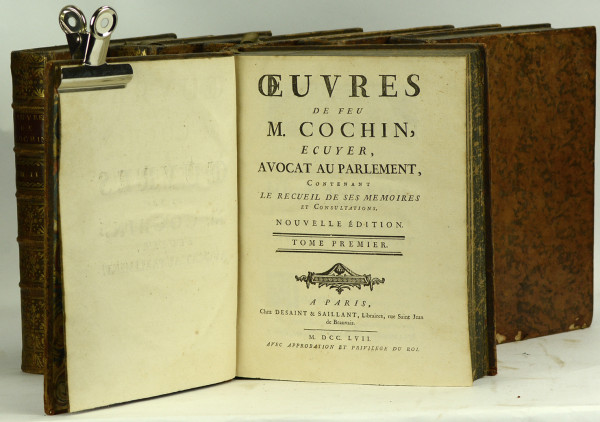 ŒUVRES
DE FEU
M. COCHIN,
ECUYER,
AVOCAT AU PARLEMENT,
CONTENANT
LE RECUEIL DE SES MEMOIRES
ET CONSULTATIONS.
NOUVELLE ÉDITION.
TOME PREMIER.
A PARIS,
Chez DESAINT & SAILLANT, Libraires, rue Saint Jean
de Beauvais.
M. DCC. LVII.
AVEC APPROBATION ET PRIVILEGE DU ROI.